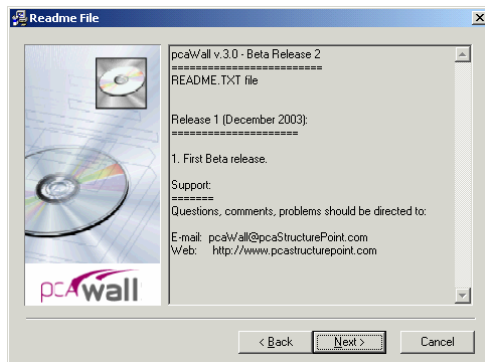 Readme File
pcaWall v.3.0 - Beta Release 2
=========================
README.TXT file
Release 1 (December 2003):
=====================
1. First Beta release.
Support:
=======
Questions, comments, problems should be directed to:
E-mail: pcaWall@pcaStructurePoint.com
Web: http://www.pcastructurepoint.com
pcawall
< Back
Next >
Cancel